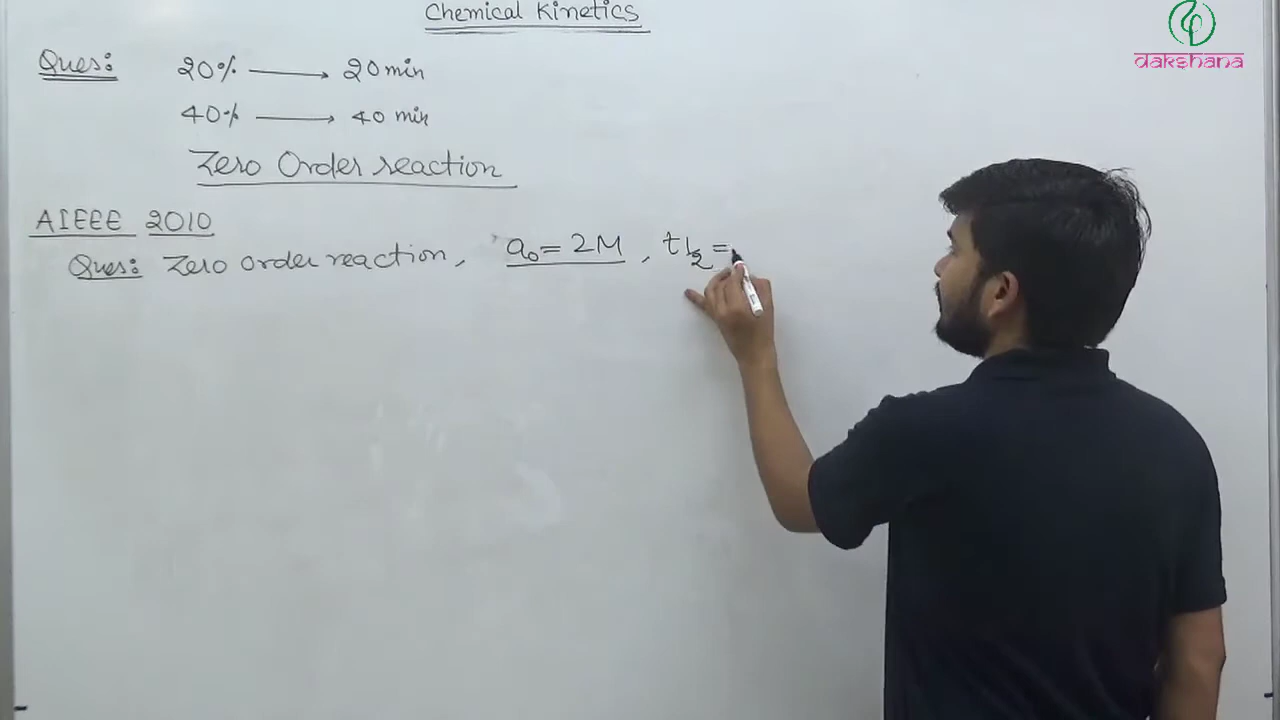 Chemical Kinetics
dakshana
Ques: 20% ⟶ 20 min
40% ⟶ 40 min
Zero Order reaction
AIEEE 2010
Ques: Zero order reaction, a₀ = 2M, t1/2 =